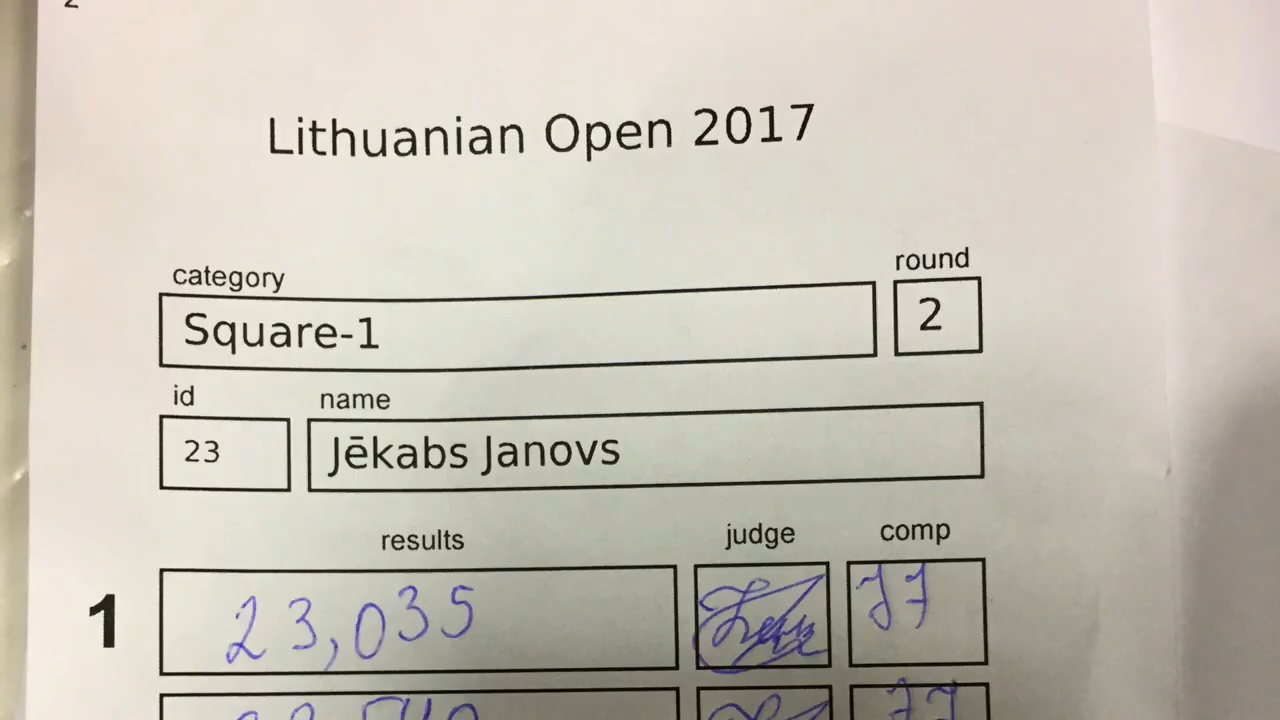 Lithuanian Open 2017
category
round
Square-1
2
id
name
23
Jēkabs Janovs
results
judge
comp
1
23,035
JJ